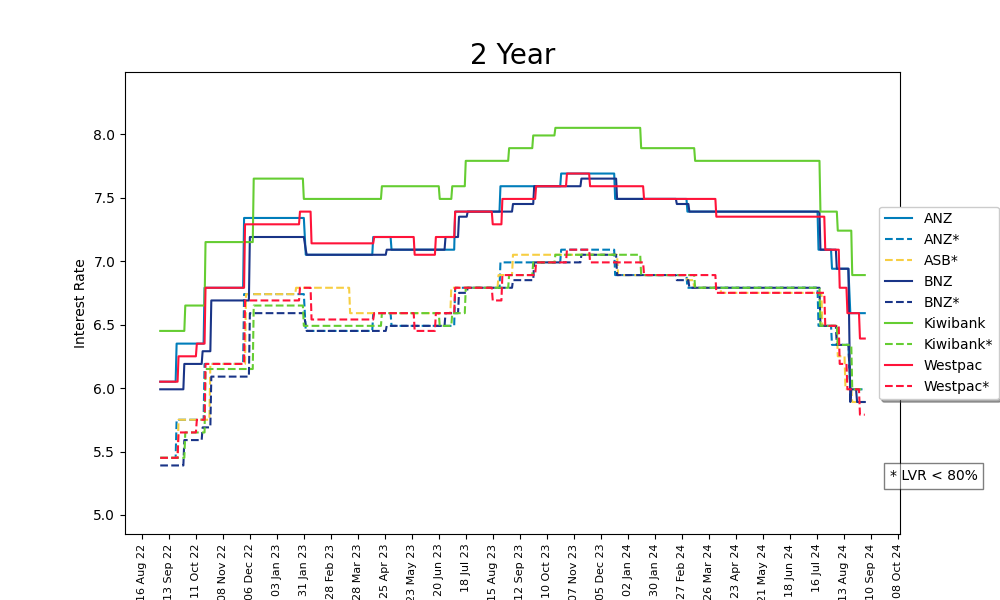 2 Year
Interest Rate
8.0
7.5
7.0
6.5
6.0
5.5
5.0
ANZ
ANZ*
ASB*
BNZ
BNZ*
Kiwibank
Kiwibank*
Westpac
Westpac*
* LVR < 80%
16 Aug 22
13 Sep 22
11 Oct 22
08 Nov 22
06 Dec 22
03 Jan 23
31 Jan 23
28 Feb 23
28 Mar 23
25 Apr 23
23 May 23
20 Jun 23
18 Jul 23
15 Aug 23
12 Sep 23
10 Oct 23
07 Nov 23
05 Dec 23
02 Jan 24
30 Jan 24
27 Feb 24
26 Mar 24
23 Apr 24
21 May 24
18 Jun 24
16 Jul 24
13 Aug 24
10 Sep 24
08 Oct 24